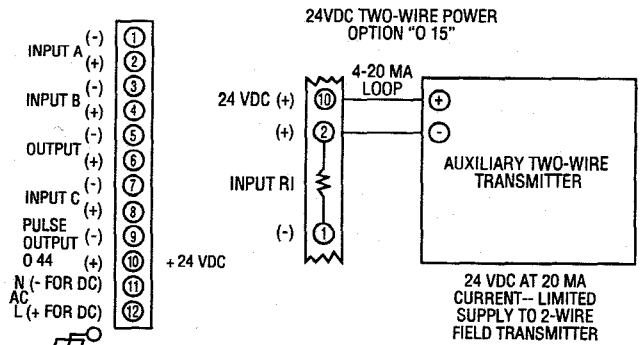 24VDC TWO-WIRE POWER
OPTION "O 15"
INPUT A
(-) 1
(+) 2
INPUT B
(-) 3
(+) 4
OUTPUT
(-) 5
(+) 6
INPUT C
(-) 7
(+) 8
PULSE
OUTPUT (-) 9
O 44 (+) 10 +24 VDC
N (- FOR DC) 11
AC
L (+ FOR DC) 12
4-20 MA
LOOP
24 VDC (+) 10
(+) 2
INPUT RI
(-) 1
+
-
AUXILIARY TWO-WIRE
TRANSMITTER
24 VDC AT 20 MA
CURRENT-- LIMITED
SUPPLY TO 2-WIRE
FIELD TRANSMITTER